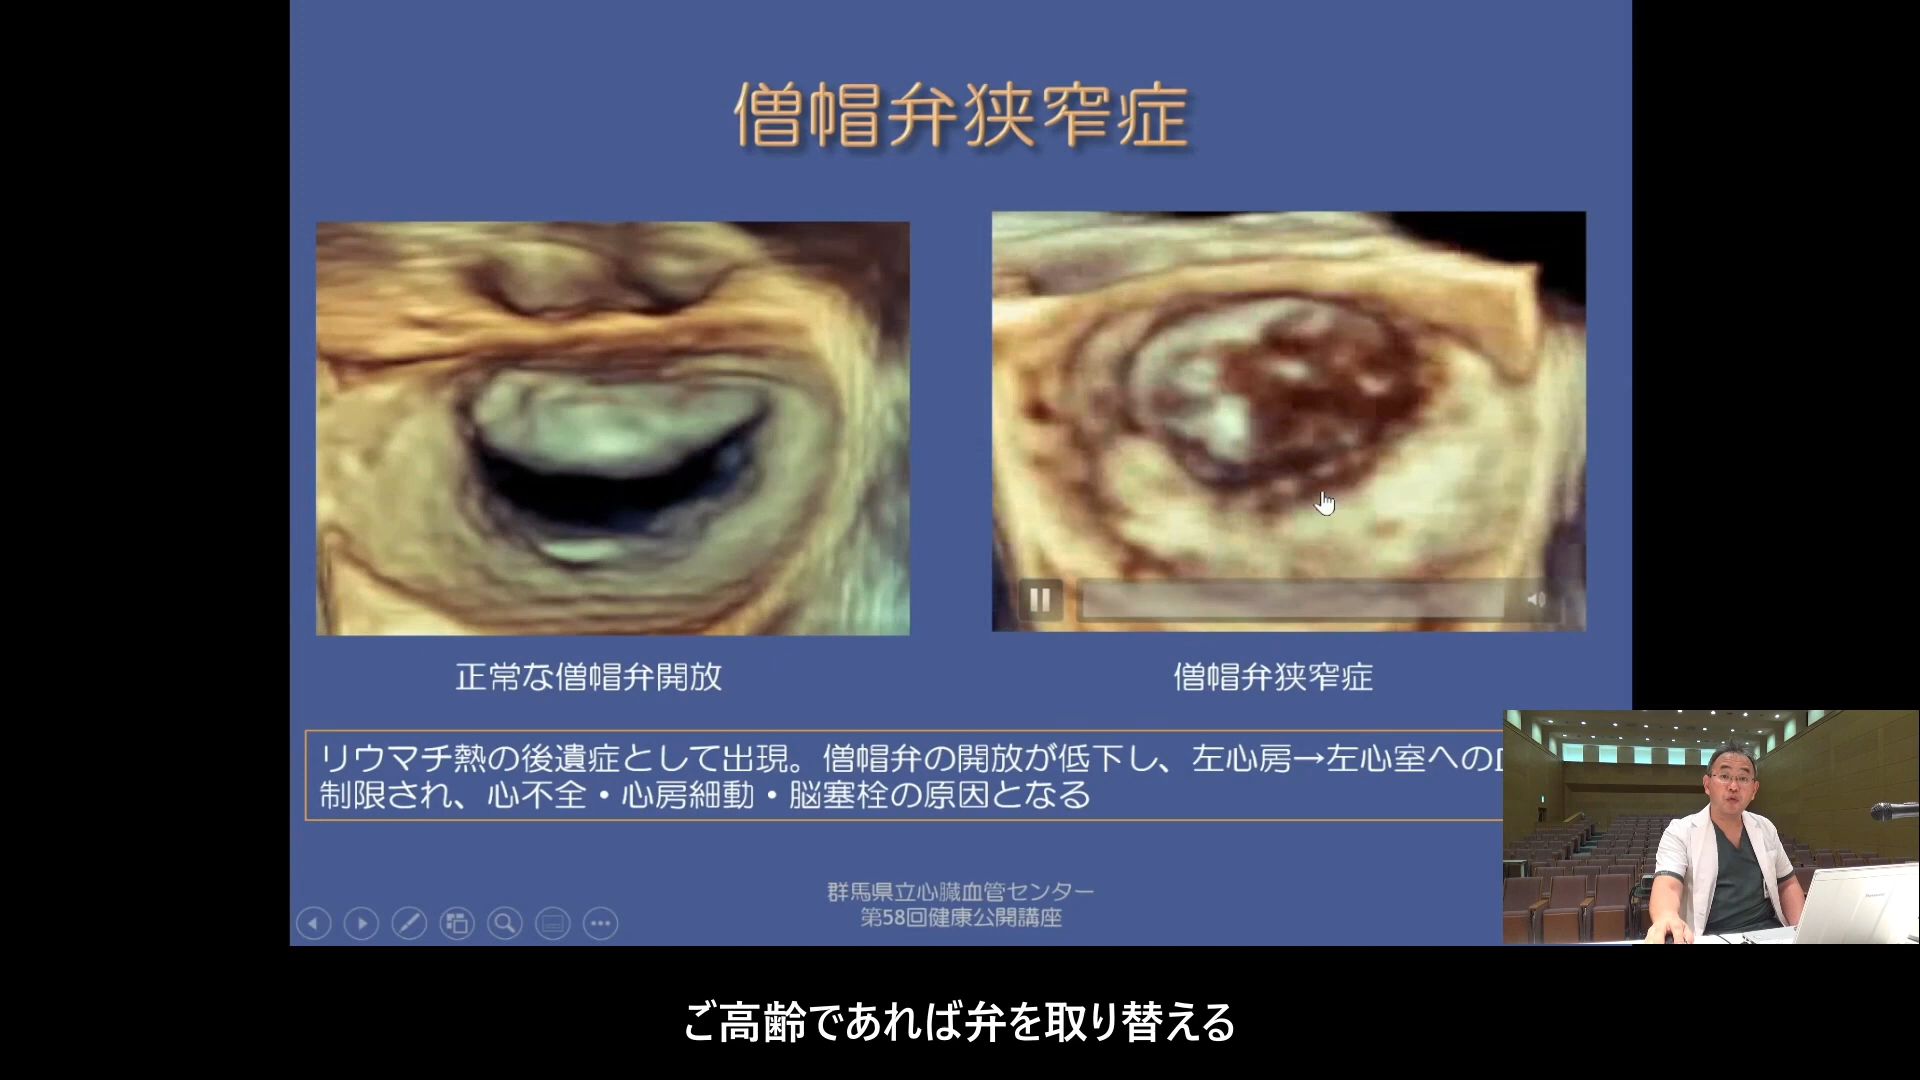 僧帽弁狭窄症
正常な僧帽弁開放
僧帽弁狭窄症
リウマチ熱の後遺症として出現。僧帽弁の開放が低下し、左心房→左心室への
制限され、心不全・心房細動・脳塞栓の原因となる
群馬県立心臓血管センター
第58回健康公開講座
ご高齢であれば弁を取り替える